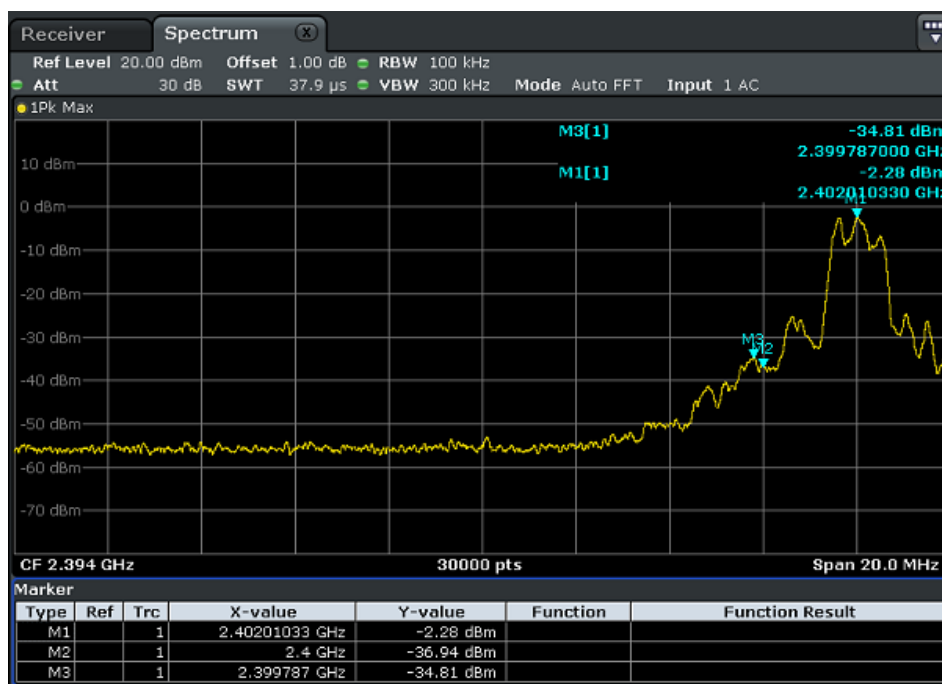 Receiver Spectrum X
Ref Level 20.00 dBm Offset 1.00 dB RBW 100 kHz
Att 30 dB SWT 37.9 µs VBW 300 kHz Mode Auto FFT Input 1 AC
1Pk Max
M3[1] -34.81 dBm
2.399787000 GHz
10 dBm
M1[1] -2.28 dBm
2.402010330 GHz
M1
0 dBm
-10 dBm
-20 dBm
-30 dBm
M3
M2
-40 dBm
-50 dBm
-60 dBm
-70 dBm
CF 2.394 GHz 30000 pts Span 20.0 MHz
Marker
Type Ref Trc X-value Y-value Function Function Result
M1 1 2.40201033 GHz -2.28 dBm
M2 1 2.4 GHz -36.94 dBm
M3 1 2.399787 GHz -34.81 dBm